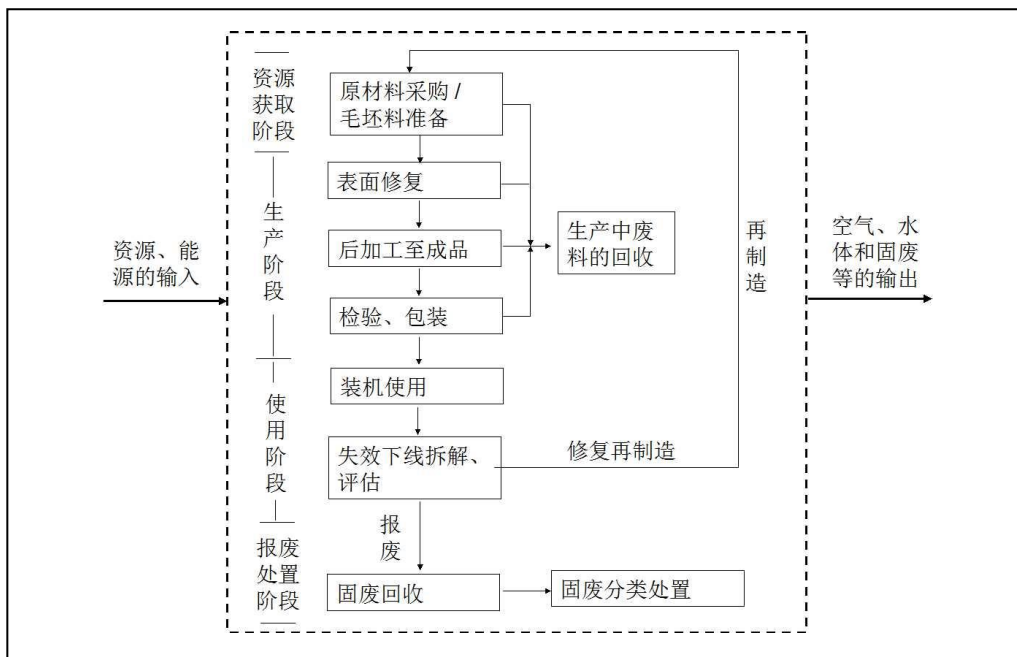 资源
获取
阶段
原材料采购 /
毛坯料准备
生
产
阶
段
表面修复
后加工至成品
生产中废
料的回收
检验、包装
再
制
造
资源、能
源的输入
空气、水
体和固废
等的输出
使
用
阶
段
装机使用
失效下线拆解、
评估
修复再制造
报
废
报废
处置
阶段
固废回收
固废分类处置